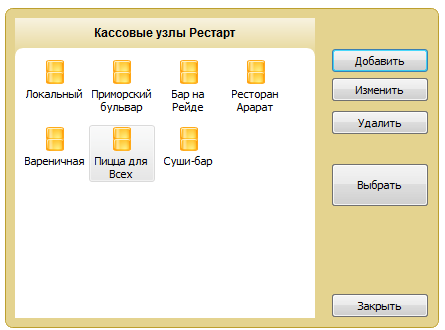 Кассовые узлы Рестарт
Локальный
Приморский
бульвар
Бар на
Рейде
Ресторан
Арарат
Вареничная
Пицца для
Всех
Суши-бар
Добавить
Изменить
Удалить
Выбрать
Закрыть